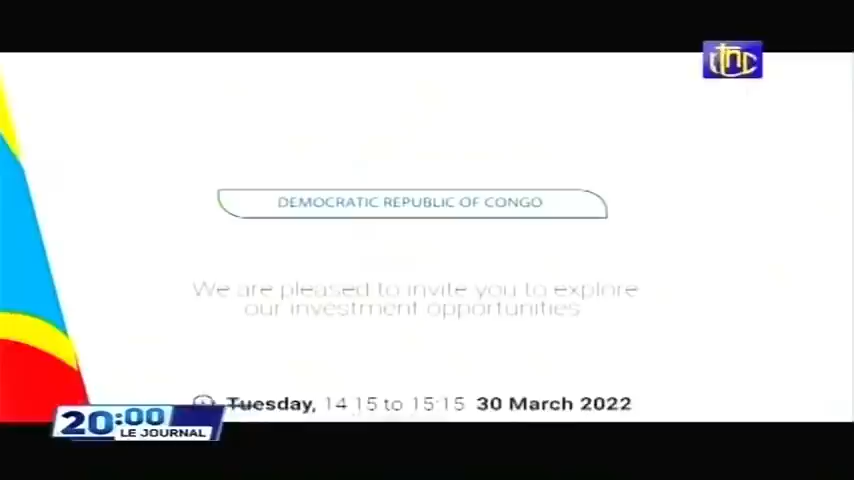 rtnc
DEMOCRATIC REPUBLIC OF CONGO
We are pleased to invite you to explore
our investment opportunities
Tuesday, 14 15 to 15:15 30 March 2022
20:00
LE JOURNAL